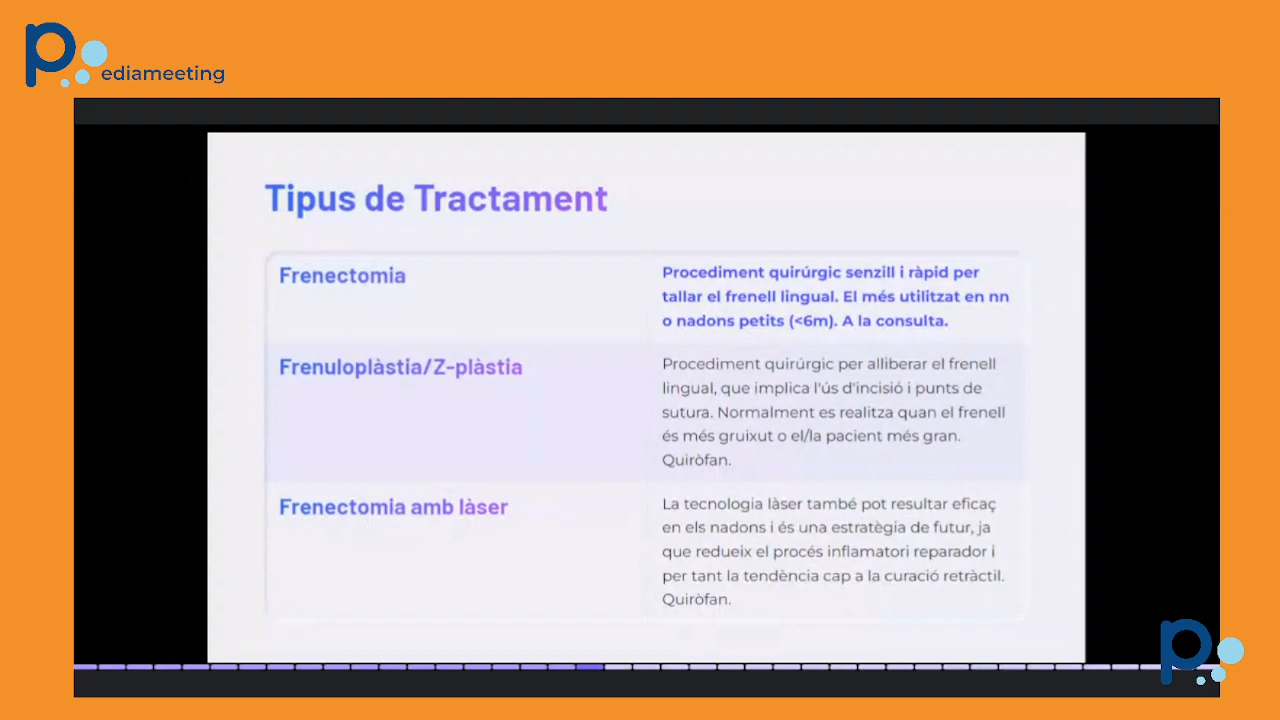 pediameeting
Tipus de Tractament
Frenectomia
Procediment quirúrgic senzill i ràpid per
tallar el frenell lingual. El més utilitzat en nn
o nadons petits (<6m). A la consulta.
Frenuloplàstia/Z-plàstia
Procediment quirúrgic per alliberar el frenell
lingual, que implica l'ús d'incisió i punts de
sutura. Normalment es realitza quan el frenell
és més gruixut o el/la pacient més gran.
Quiròfan.
Frenectomia amb làser
La tecnologia làser també pot resultar eficaç
en els nadons i és una estratègia de futur, ja
que redueix el procés inflamatori reparador i
per tant la tendència cap a la curació retràctil.
Quiròfan.
p